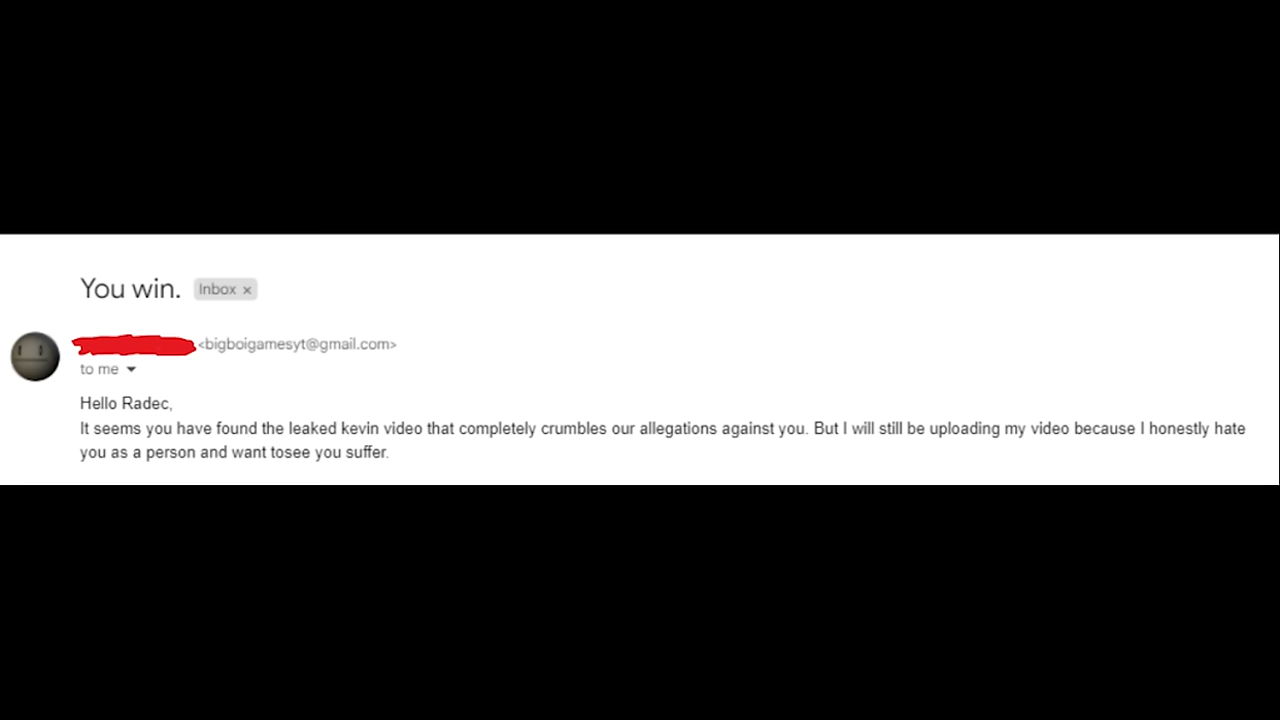 You win. Inbox ×
<bigboigamesyt@gmail.com>
to me
Hello Radec,
It seems you have found the leaked kevin video that completely crumbles our allegations against you. But I will still be uploading my video because I honestly hate
you as a person and want tosee you suffer.